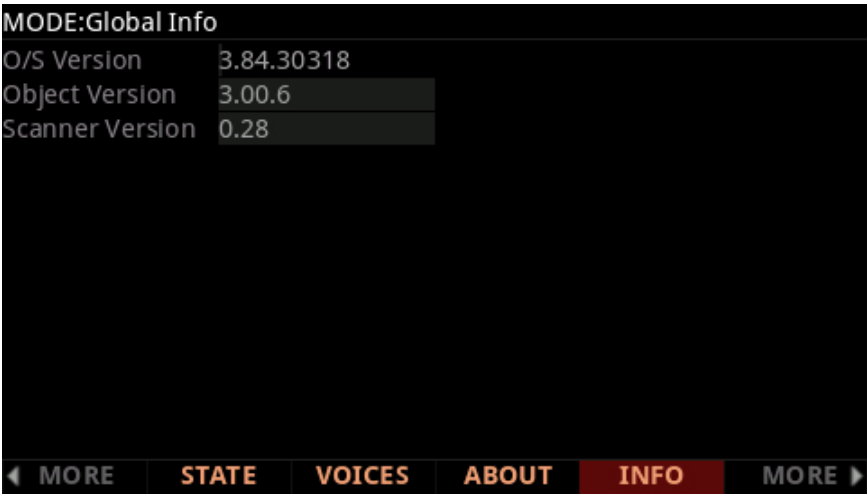 MODE:Global Info
O/S Version 3.84.30318
Object Version 3.00.6
Scanner Version 0.28
MORE STATE VOICES ABOUT INFO MORE